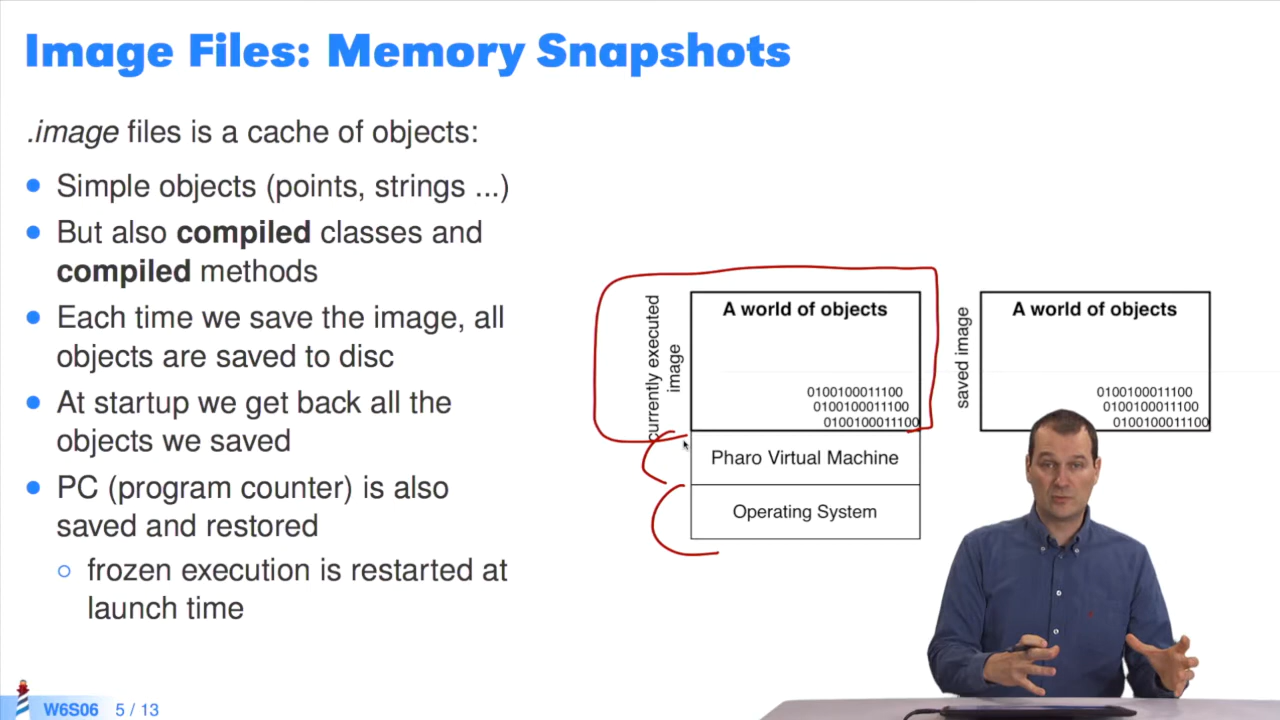 Image Files: Memory Snapshots
.image files is a cache of objects:
Simple objects (points, strings ...)
But also compiled classes and
compiled methods
Each time we save the image, all
objects are saved to disc
At startup we get back all the
objects we saved
PC (program counter) is also
saved and restored
frozen execution is restarted at
launch time
currently executed
image
A world of objects
0100100011100
0100100011100
0100100011100
Pharo Virtual Machine
Operating System
saved image
A world of objects
0100100011100
0100100011100
0100100011100
W6S06 5 / 13